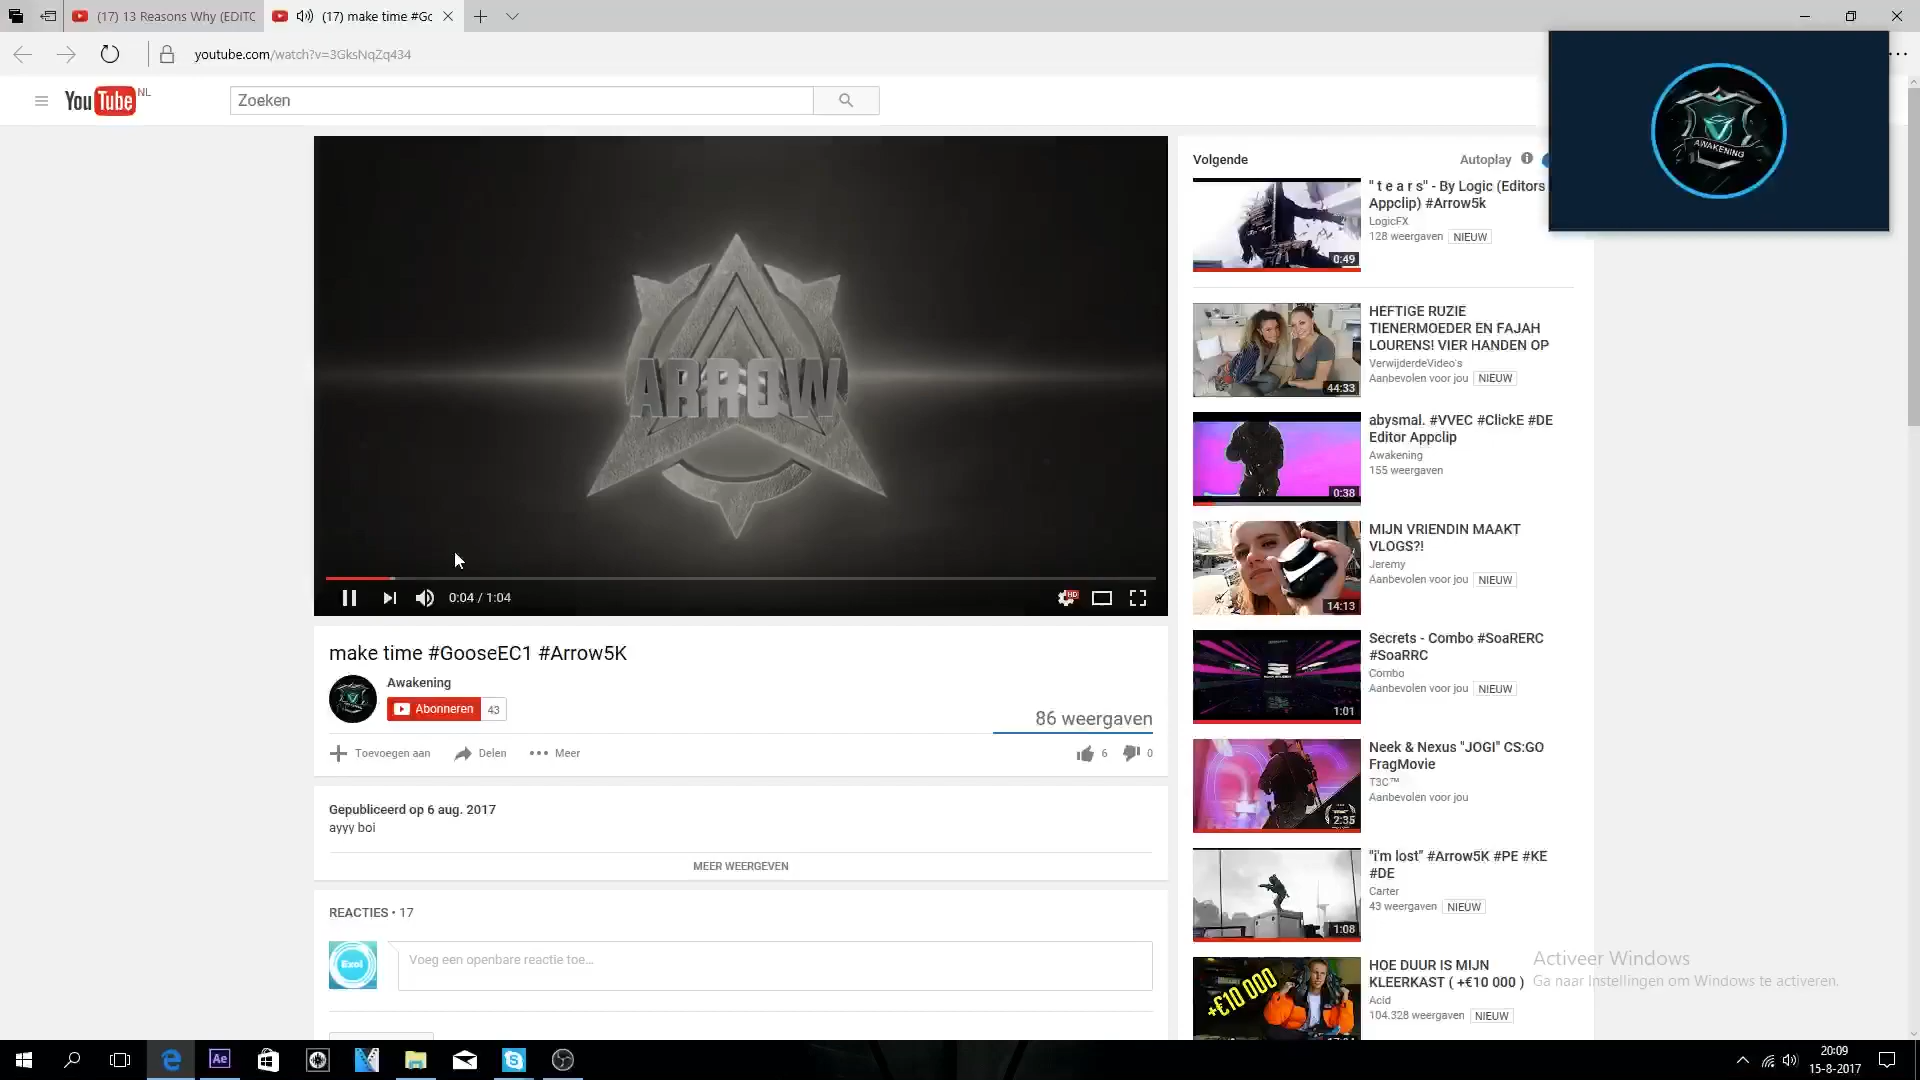 (17) 13 Reasons Why (EDITC
(17) make time #Gc
youtube.com/watch?v=3GksNqZq434
YouTube NL
Zoeken
AWAKENING
ARROW
0:04 / 1:04
HD
make time #GooseEC1 #Arrow5K
Awakening
Abonneren 43
86 weergaven
Toevoegen aan
Delen
Meer
6
0
Gepubliceerd op 6 aug. 2017
ayyy boi
MEER WEERGEVEN
REACTIES • 17
Exol
Voeg een openbare reactie toe...
Volgende
Autoplay
" t e a r s" - By Logic (Editors
Appclip) #Arrow5k
LogicFX
128 weergaven NIEUW
0:49
HEFTIGE RUZIE
TIENERMOEDER EN FAJAH
LOURENS! VIER HANDEN OP
VerwijderdeVideo's
Aanbevolen voor jou NIEUW
44:33
abysmal. #VVEC #ClickE #DE
Editor Appclip
Awakening
155 weergaven
0:38
MIJN VRIENDIN MAAKT
VLOGS?!
Jeremy
Aanbevolen voor jou NIEUW
14:13
Secrets - Combo #SoaRERC
#SoaRRC
Combo
Aanbevolen voor jou NIEUW
1:01
Neek & Nexus "JOGI" CS:GO
FragMovie
T3C™
Aanbevolen voor jou
2:35
"i'm lost" #Arrow5K #PE #KE
#DE
Carter
43 weergaven NIEUW
1:08
HOE DUUR IS MIJN
KLEERKAST ( +€10 000 )
Acid
104.328 weergaven NIEUW
+€10 000
Activeer Windows
Ga naar Instellingen om Windows te activeren.
Ae
20:09
15-8-2017